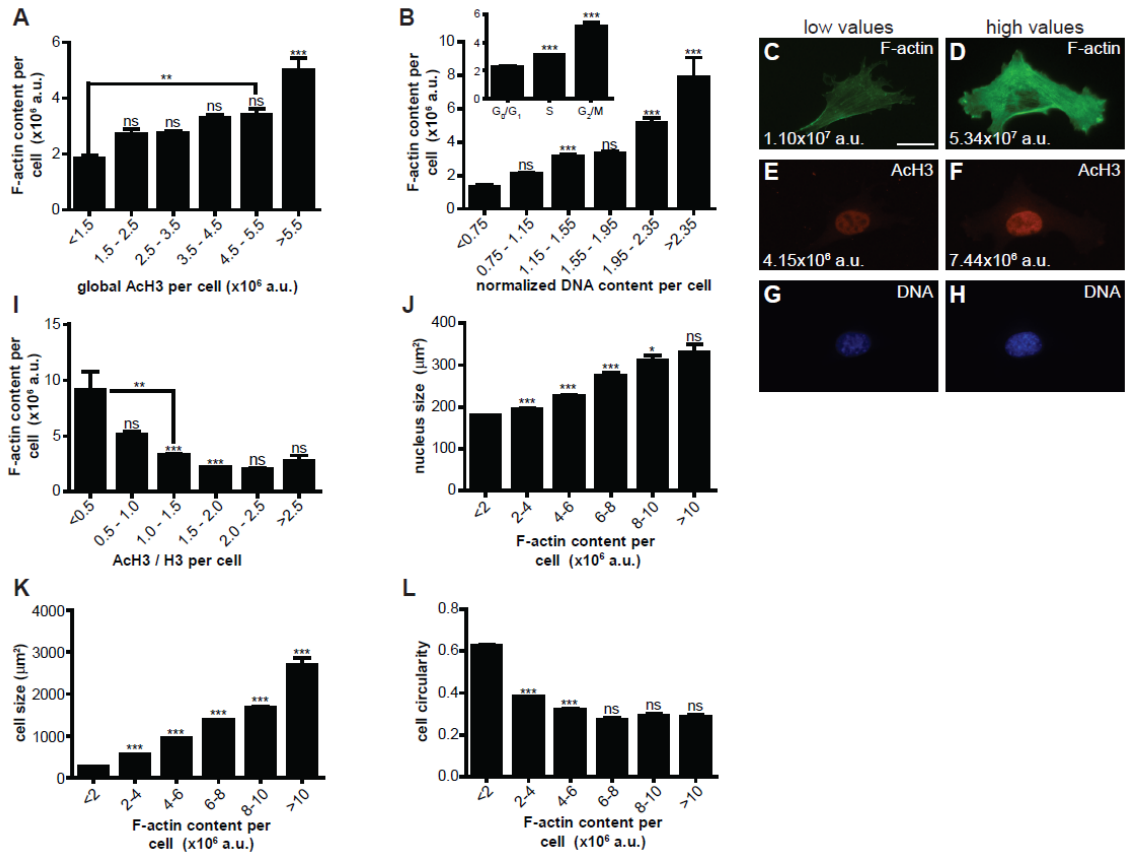 A
F-actin content per
cell (x10⁶ a.u.)
6
4
2
0
**
ns
ns
ns
ns
***
<1.5
1.5 - 2.5
2.5 - 3.5
3.5 - 4.5
4.5 - 5.5
>5.5
global AcH3 per cell (x10⁶ a.u.)
B
F-actin content per
cell (x10⁶ a.u.)
10
8
6
4
2
0
6
4
2
0
***
***
G₀/G₁
S
G₂/M
ns
***
ns
***
***
<0.75
0.75 - 1.15
1.15 - 1.55
1.55 - 1.95
1.95 - 2.35
>2.35
normalized DNA content per cell
low values
high values
C
F-actin
1.10x10⁷ a.u.
D
F-actin
5.34x10⁷ a.u.
E
AcH3
4.15x10⁶ a.u.
F
AcH3
7.44x10⁶ a.u.
G
DNA
H
DNA
I
F-actin content per
cell (x10⁶ a.u.)
15
10
5
0
**
ns
***
***
ns
ns
<0.5
0.5 - 1.0
1.0 - 1.5
1.5 - 2.0
2.0 - 2.5
>2.5
AcH3 / H3 per cell
J
nucleus size (μm²)
400
300
200
100
0
***
***
***
*
ns
<2
2-4
4-6
6-8
8-10
>10
F-actin content per
cell (x10⁶ a.u.)
K
cell size (μm²)
4000
3000
2000
1000
0
***
***
***
***
***
<2
2-4
4-6
6-8
8-10
>10
F-actin content per
cell (x10⁶ a.u.)
L
cell circularity
0.8
0.6
0.4
0.2
0.0
***
***
ns
ns
ns
<2
2-4
4-6
6-8
8-10
>10
F-actin content per
cell (x10⁶ a.u.)